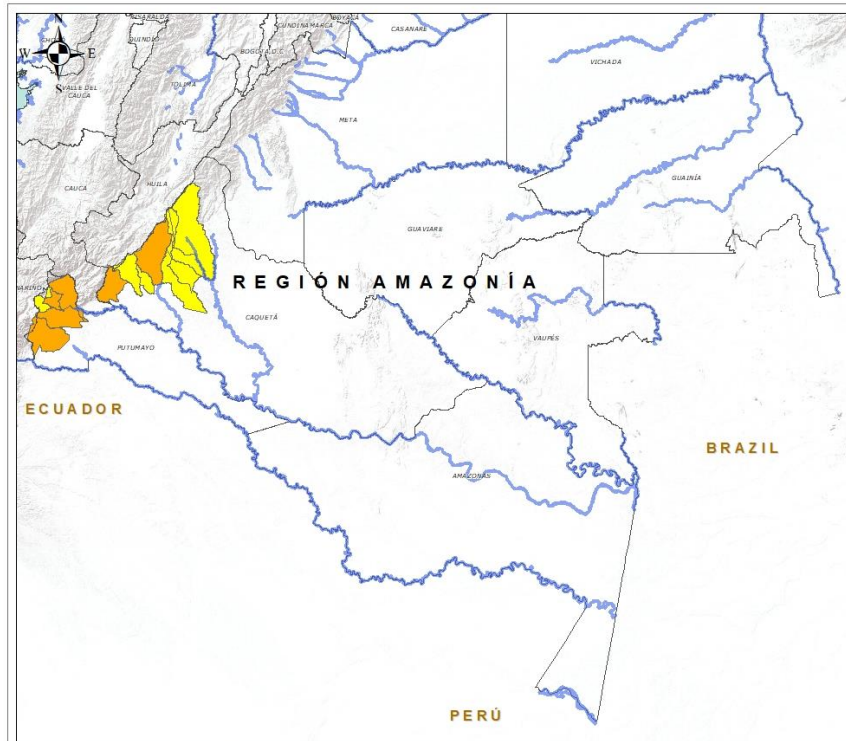 RISARALDA
CUNDINAMARCA
BOYACÁ
N
QUINDÍO
BOGOTÁ, D.C.
CASANARE
W E
S
VICHADA
VALLE DEL
CAUCA
TOLIMA
META
CAUCA
HUILA
GUAINÍA
GUAVIARE
REGIÓN AMAZONÍA
CAQUETÁ
PUTUMAYO
VAUPÉS
ECUADOR
BRAZIL
AMAZONAS
PERÚ